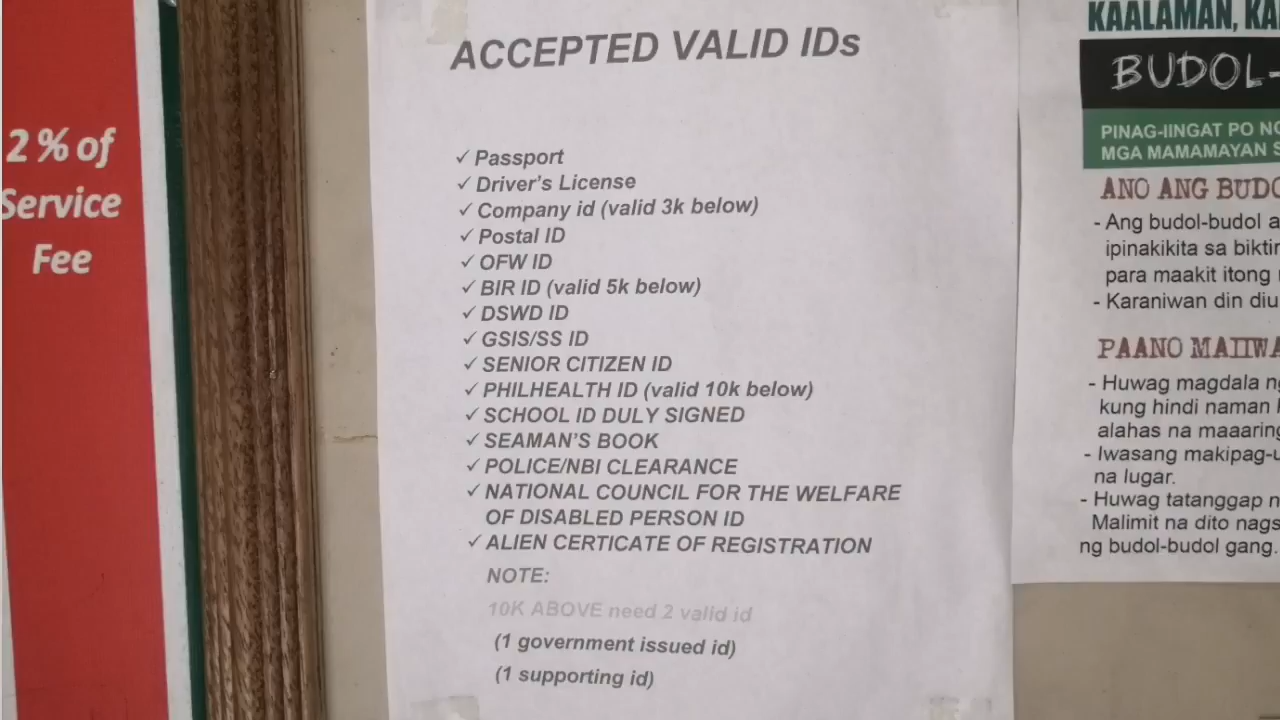 2 % of
Service
Fee
ACCEPTED VALID IDs
✓ Passport
✓ Driver's License
✓ Company id (valid 3k below)
✓ Postal ID
✓ OFW ID
✓ BIR ID (valid 5k below)
✓ DSWD ID
✓ GSIS/SS ID
✓ SENIOR CITIZEN ID
✓ PHILHEALTH ID (valid 10k below)
✓ SCHOOL ID DULY SIGNED
✓ SEAMAN'S BOOK
✓ POLICE/NBI CLEARANCE
✓ NATIONAL COUNCIL FOR THE WELFARE
OF DISABLED PERSON ID
✓ ALIEN CERTICATE OF REGISTRATION
NOTE:
10K ABOVE need 2 valid id
(1 government issued id)
(1 supporting id)
KAALAMAN, KA
BUDOL-
PINAG-IINGAT PO NG
MGA MAMAMAYAN S
ANO ANG BUDO
- Ang budol-budol a
ipinakikita sa biktin
para maakit itong
- Karaniwan din diu
PAANO MAIIWA
- Huwag magdala ng
kung hindi naman
alahas na maaaring
- Iwasang makipag-u
na lugar.
- Huwag tatanggap n
Malimit na dito nags
ng budol-budol gang.